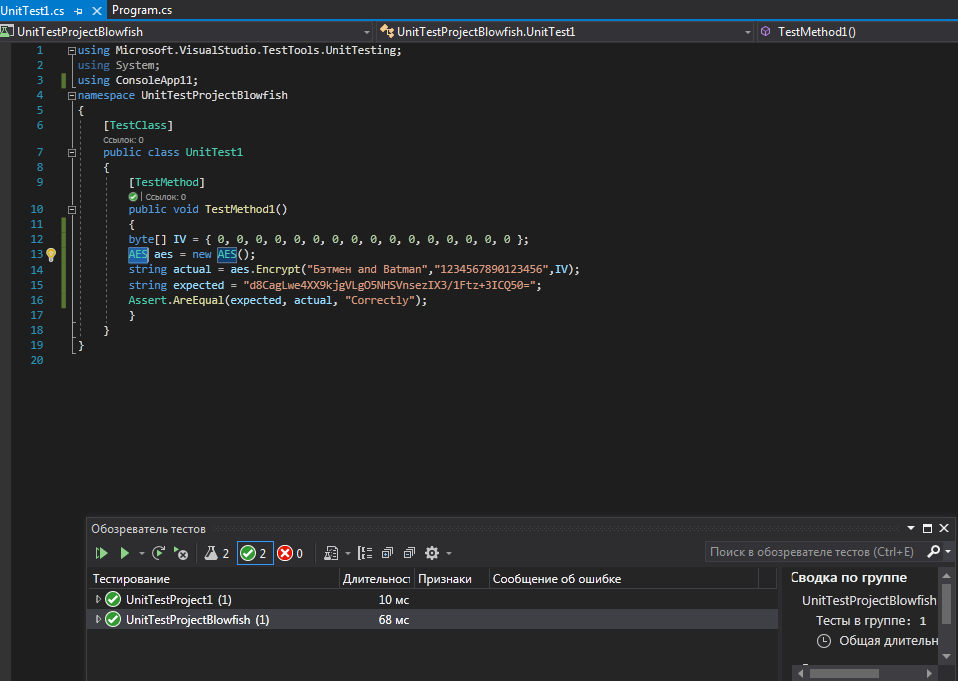 UnitTest1.cs Program.cs
UnitTestProjectBlowfish UnitTestProjectBlowfish.UnitTest1 TestMethod1()
1 using Microsoft.VisualStudio.TestTools.UnitTesting;
2 using System;
3 using ConsoleApp11;
4 namespace UnitTestProjectBlowfish
5 {
6 [TestClass]
Ссылок: 0
7 public class UnitTest1
8 {
9 [TestMethod]
| Ссылок: 0
10 public void TestMethod1()
11 {
12 byte[] IV = { 0, 0, 0, 0, 0, 0, 0, 0, 0, 0, 0, 0, 0, 0, 0, 0 };
13 AES aes = new AES();
14 string actual = aes.Encrypt("Бэтмен and Batman","1234567890123456",IV);
15 string expected = "d8CagLwe4XX9kjgVLgO5NHSVnsezIX3/1Ftz+3ICQ50=";
16 Assert.AreEqual(expected, actual, "Correctly");
17 }
18 }
19 }
20
Обозреватель тестов
2 2 0 Поиск в обозревателе тестов (Ctrl+E)
Тестирование Длительност Признаки Сообщение об ошибке
UnitTestProject1 (1) 10 мс
UnitTestProjectBlowfish (1) 68 мс
Сводка по группе
UnitTestProjectBlowfish
Тесты в группе: 1
Общая длительн